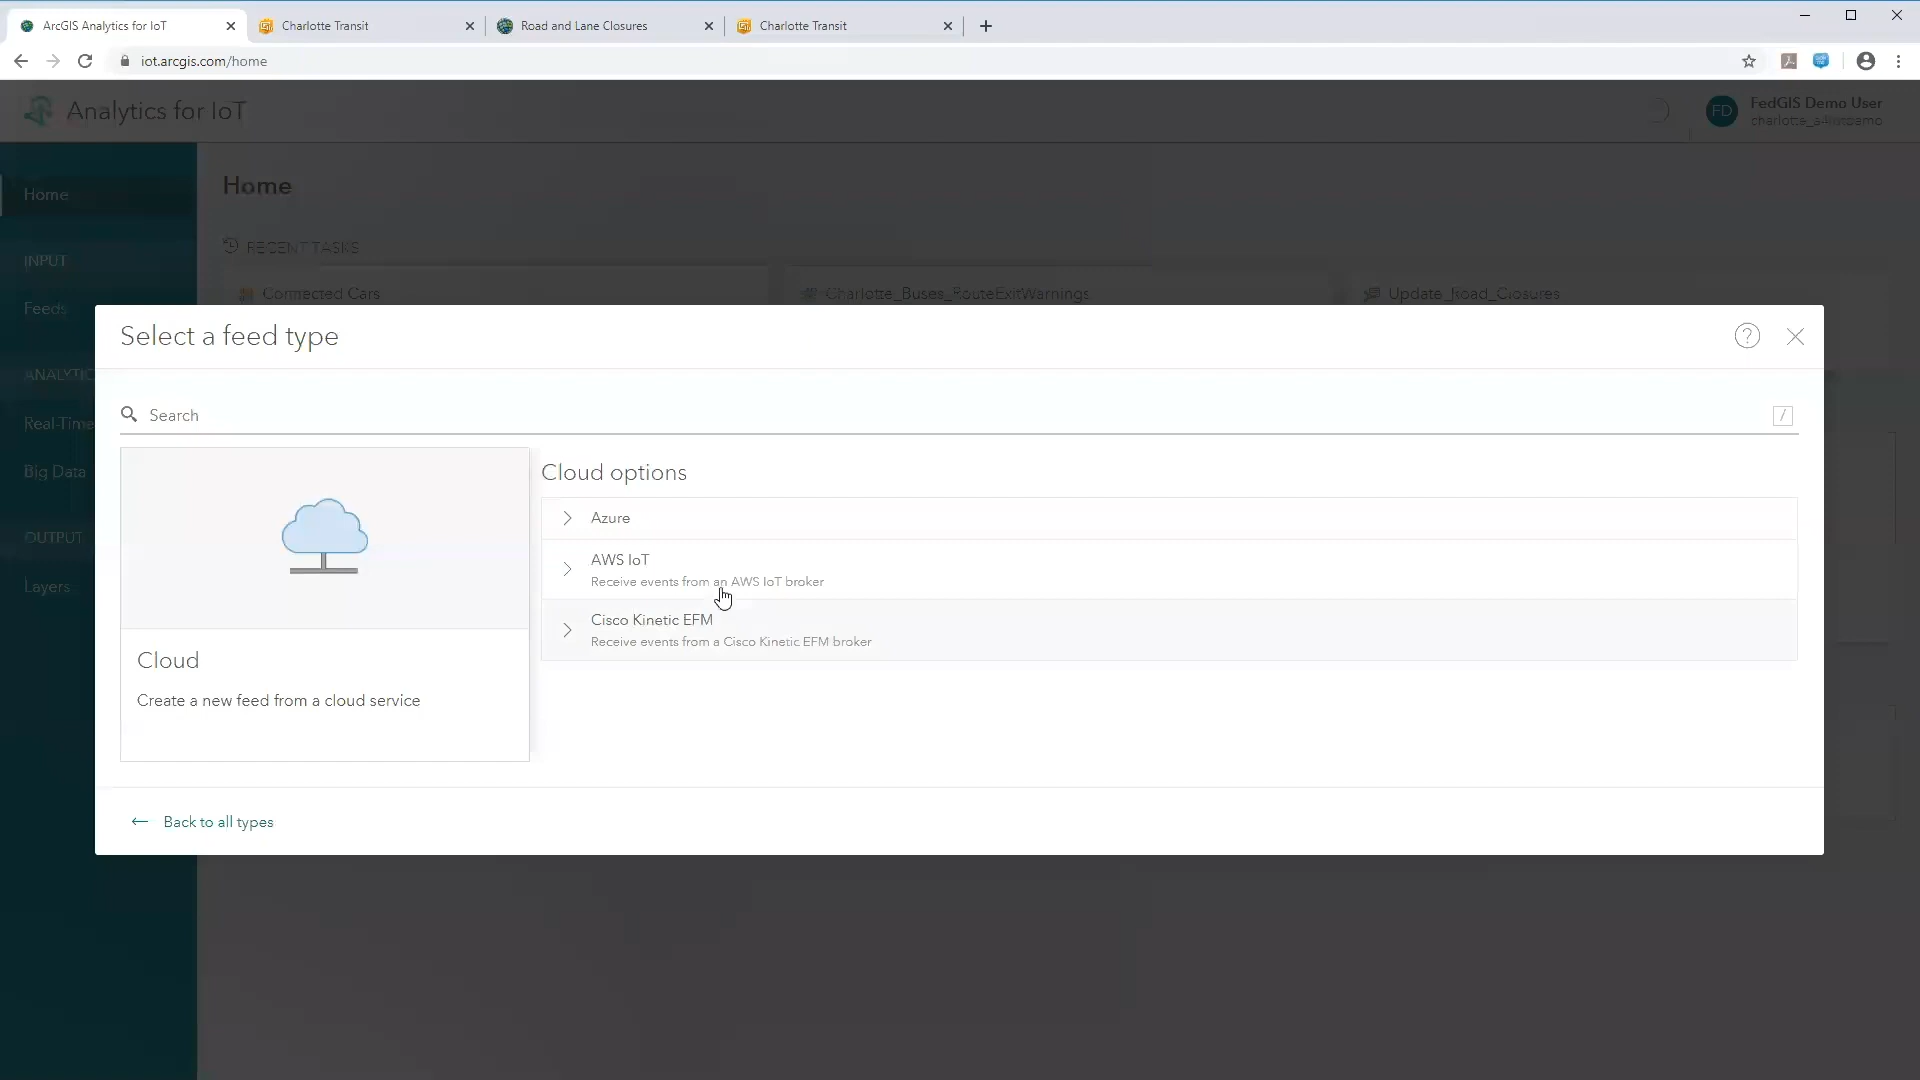 ArcGIS Analytics for IoT
Charlotte Transit
Road and Lane Closures
Charlotte Transit
iot.arcgis.com/home
Analytics for IoT
FD
FedGIS Demo User
Home
Home
INPUT
RECENT TASKS
Connected Cars
Charlotte_Buses_RouteExitWarnings
Update_Road_Closures
Feeds
Select a feed type
?
ANALYTIC
Search
/
Real-Time
Cloud options
Big Data
Azure
OUTPUT
AWS IoT
Receive events from an AWS IoT broker
Layers
Cisco Kinetic EFM
Receive events from a Cisco Kinetic EFM broker
Cloud
Create a new feed from a cloud service
Back to all types